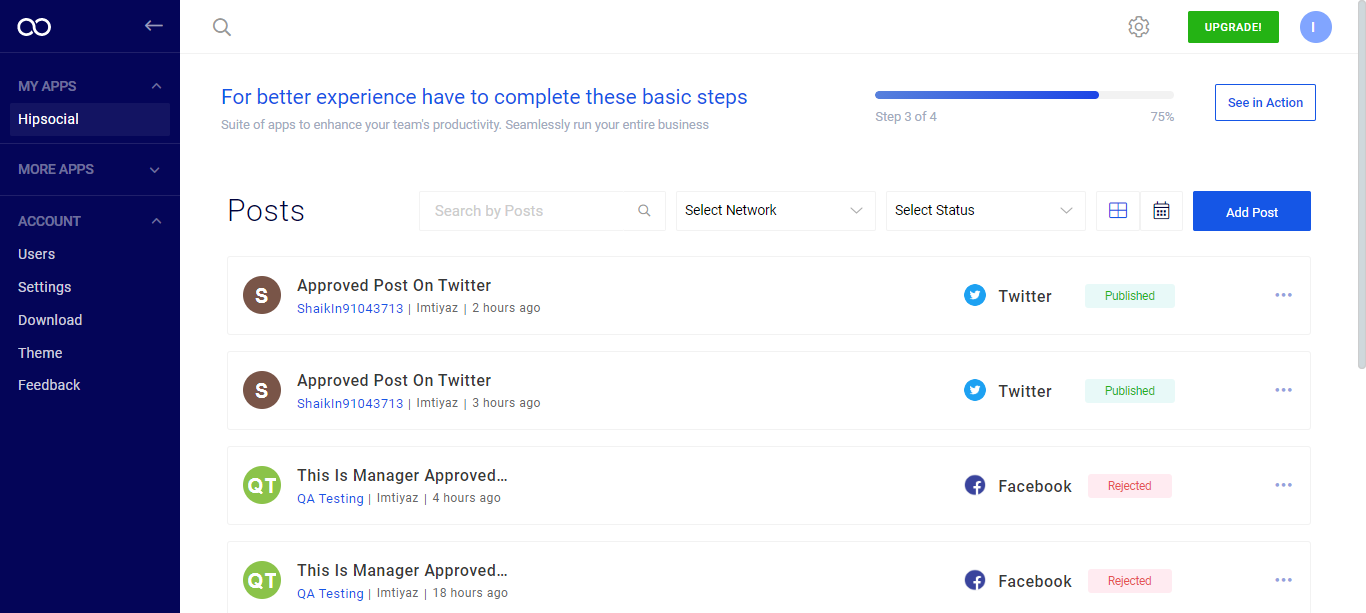 UPGRADE!
I
MY APPS
Hipsocial
MORE APPS
ACCOUNT
Users
Settings
Download
Theme
Feedback
For better experience have to complete these basic steps
Suite of apps to enhance your team's productivity. Seamlessly run your entire business
Step 3 of 4
75%
See in Action
Posts
Search by Posts
Select Network
Select Status
Add Post
S
Approved Post On Twitter
ShaikIn91043713 | Imtiyaz | 2 hours ago
Twitter
Published
S
Approved Post On Twitter
ShaikIn91043713 | Imtiyaz | 3 hours ago
Twitter
Published
QT
This Is Manager Approved...
QA Testing | Imtiyaz | 4 hours ago
Facebook
Rejected
QT
This Is Manager Approved...
QA Testing | Imtiyaz | 18 hours ago
Facebook
Rejected